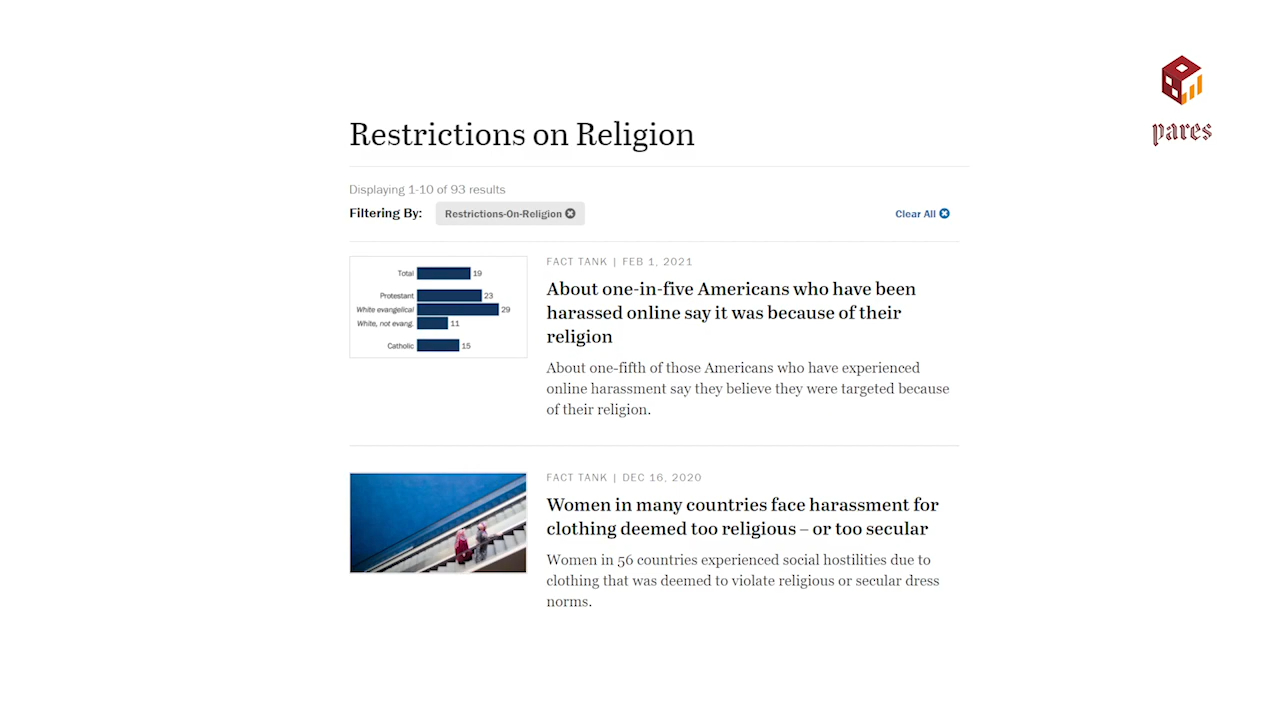 pares
Restrictions on Religion
Displaying 1-10 of 93 results
Filtering By: Restrictions-On-Religion Clear All
Total 19
Protestant 23
White evangelical 29
White, not evang. 11
Catholic 15
FACT TANK | FEB 1, 2021
About one-in-five Americans who have been
harassed online say it was because of their
religion
About one-fifth of those Americans who have experienced
online harassment say they believe they were targeted because
of their religion.
FACT TANK | DEC 16, 2020
Women in many countries face harassment for
clothing deemed too religious – or too secular
Women in 56 countries experienced social hostilities due to
clothing that was deemed to violate religious or secular dress
norms.